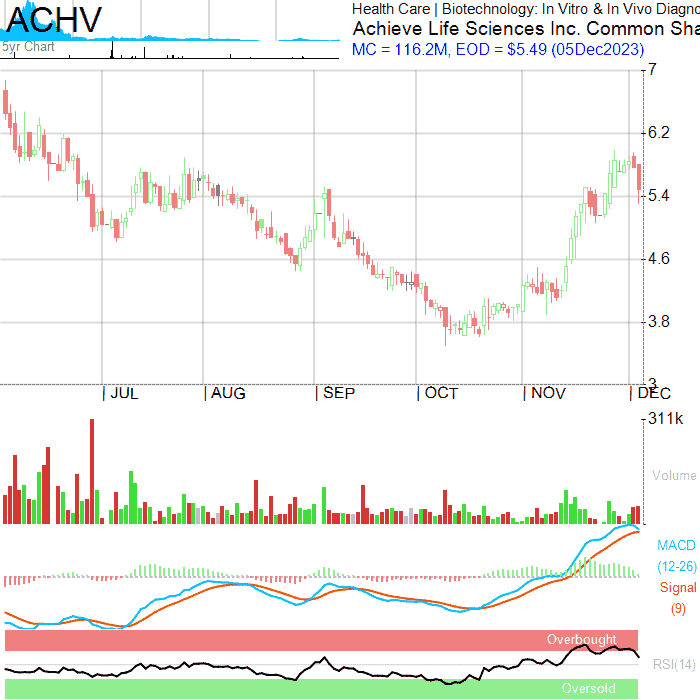 ACHV
5yr Chart
Health Care | Biotechnology: In Vitro & In Vivo Diagno
Achieve Life Sciences Inc. Common Sha
MC = 116.2M, EOD = $5.49 (05Dec2023)
7
6.2
5.4
4.6
3.8
3
| JUL | AUG | SEP | OCT | NOV | DEC
311k
Volume
MACD
(12-26)
Signal
(9)
Overbought
RSI(14)
Oversold